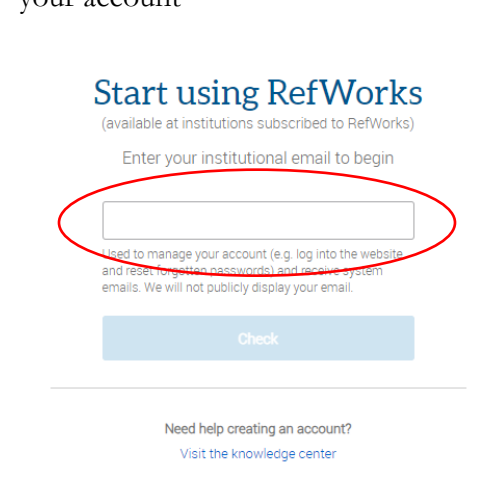 your account
Start using RefWorks
(available at institutions subscribed to RefWorks)
Enter your institutional email to begin
Used to manage your account (e.g. log into the website
and reset forgotten passwords) and receive system
emails. We will not publicly display your email.
Check
Need help creating an account?
Visit the knowledge center